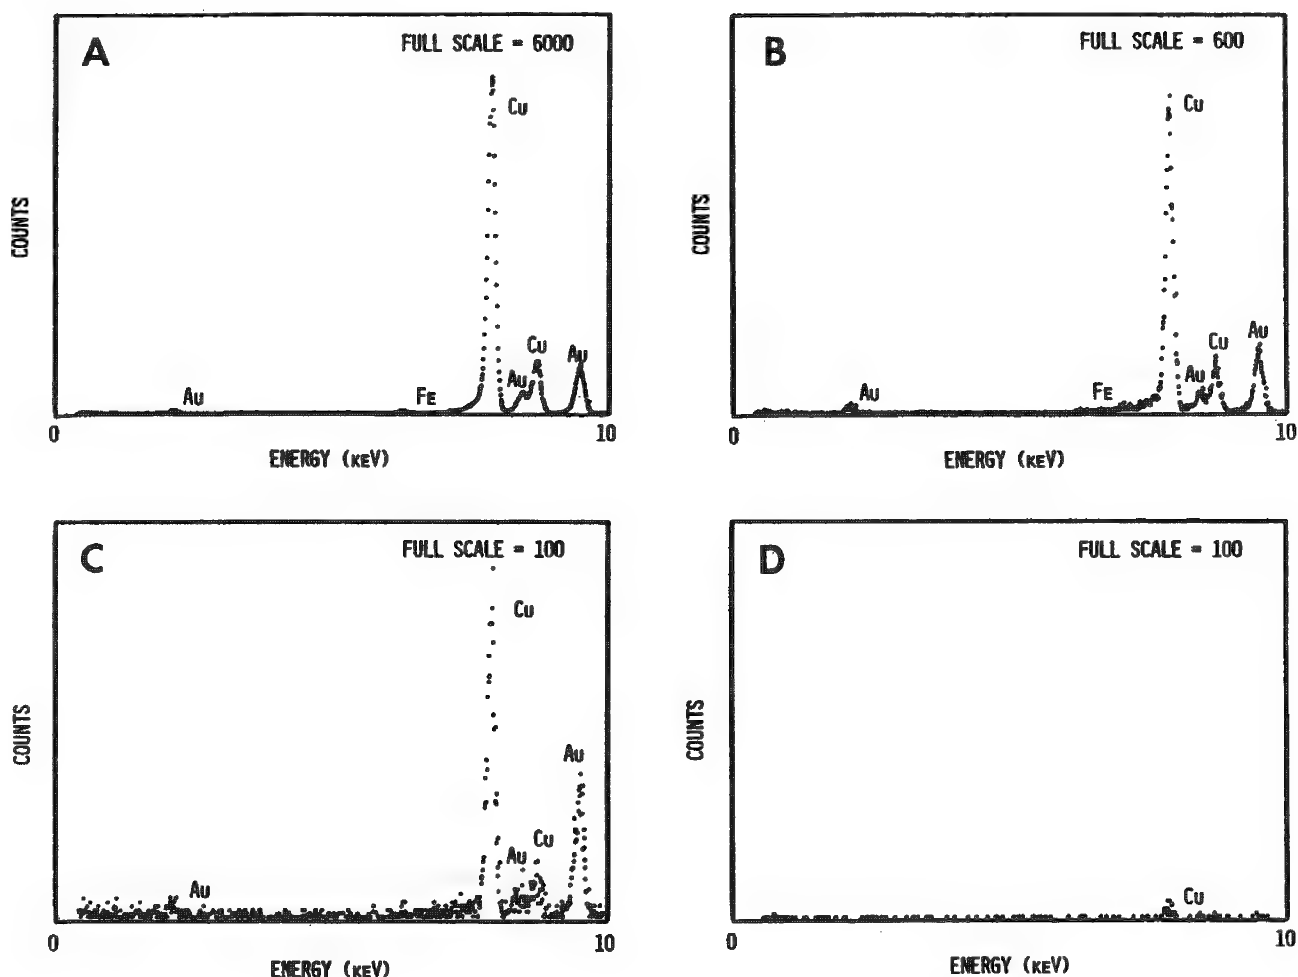 A
FULL SCALE = 6000
Cu
Cu
Au
Au
Au
Fe
COUNTS
0
10
ENERGY (keV)
B
FULL SCALE = 600
Cu
Au
Cu
Au
Au
Fe
COUNTS
0
10
ENERGY (keV)
C
FULL SCALE = 100
Cu
Au
Cu
Au
Au
COUNTS
0
10
ENERGY (keV)
D
FULL SCALE = 100
Cu
COUNTS
0
10
ENERGY (keV)